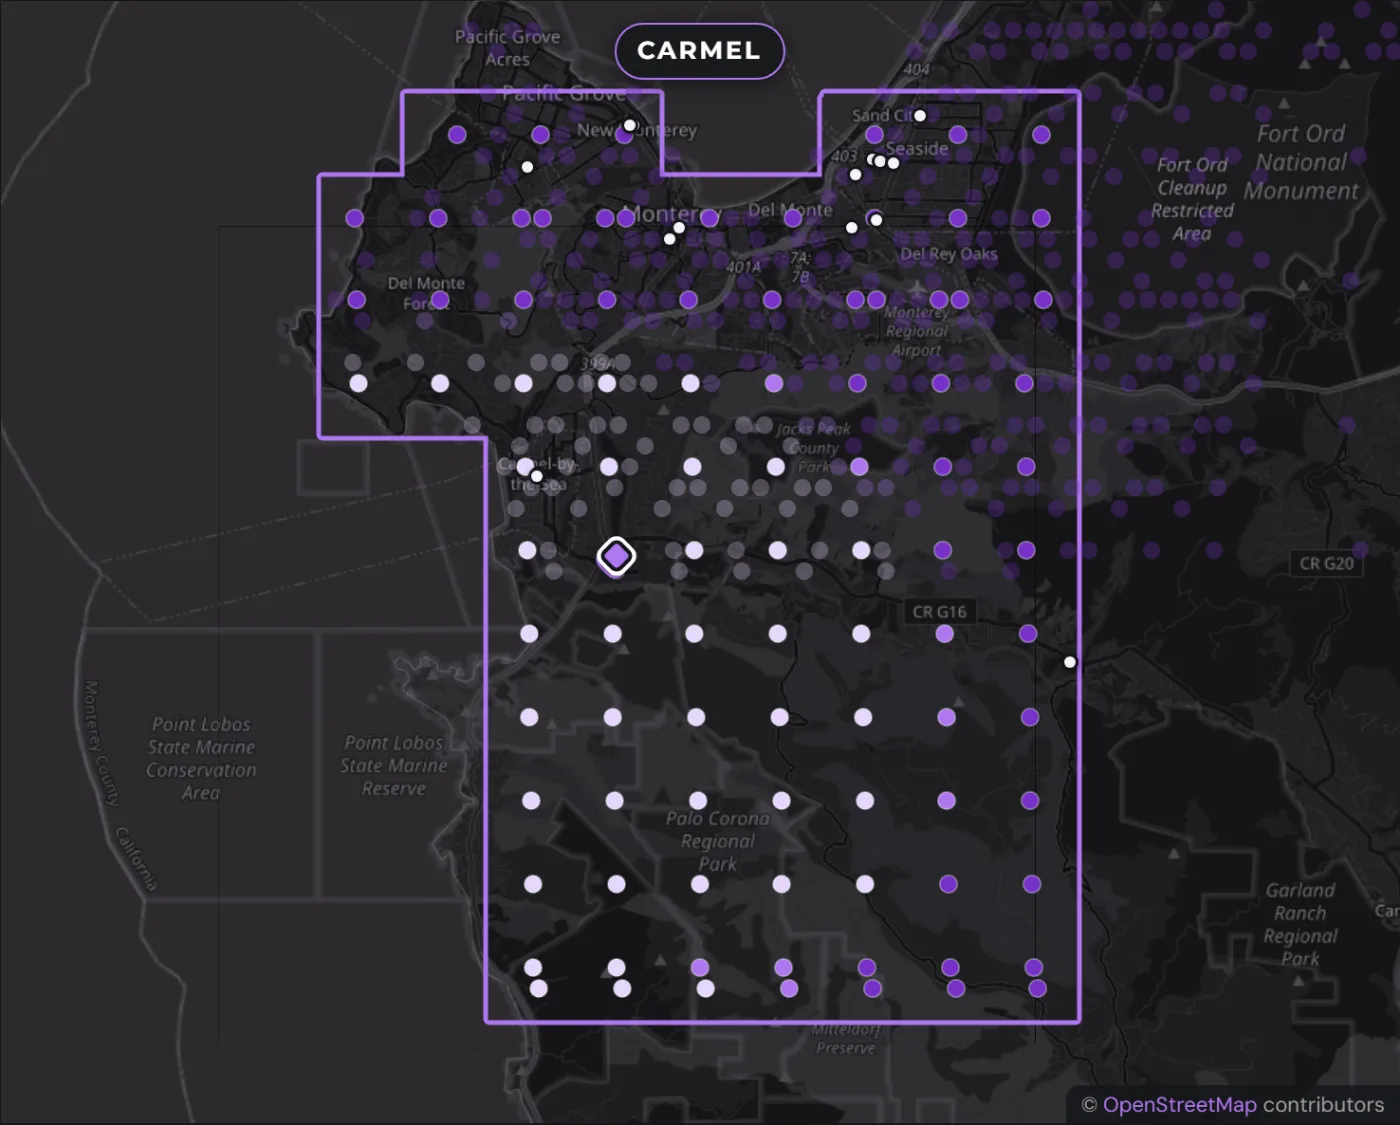 Pacific Grove
Acres
CARMEL
404
Pacific Grove
Sand City
New Monterey
Fort Ord
National
Monument
403
Seaside
Fort Ord
Cleanup
Restricted
Area
Monterey
Del Monte
Del Rey Oaks
401A
7A;
7B
Del Monte
Forest
Monterey
Regional
Airport
399A
Jacks Peak
County
Park
Carmel-by-
the-Sea
CR G20
CR G16
Monterey County
California
Point Lobos
State Marine
Conservation
Area
Point Lobos
State Marine
Reserve
Palo Corona
Regional
Park
Garland
Ranch
Regional
Park
Car
Mitteldorf
Preserve
© OpenStreetMap contributors